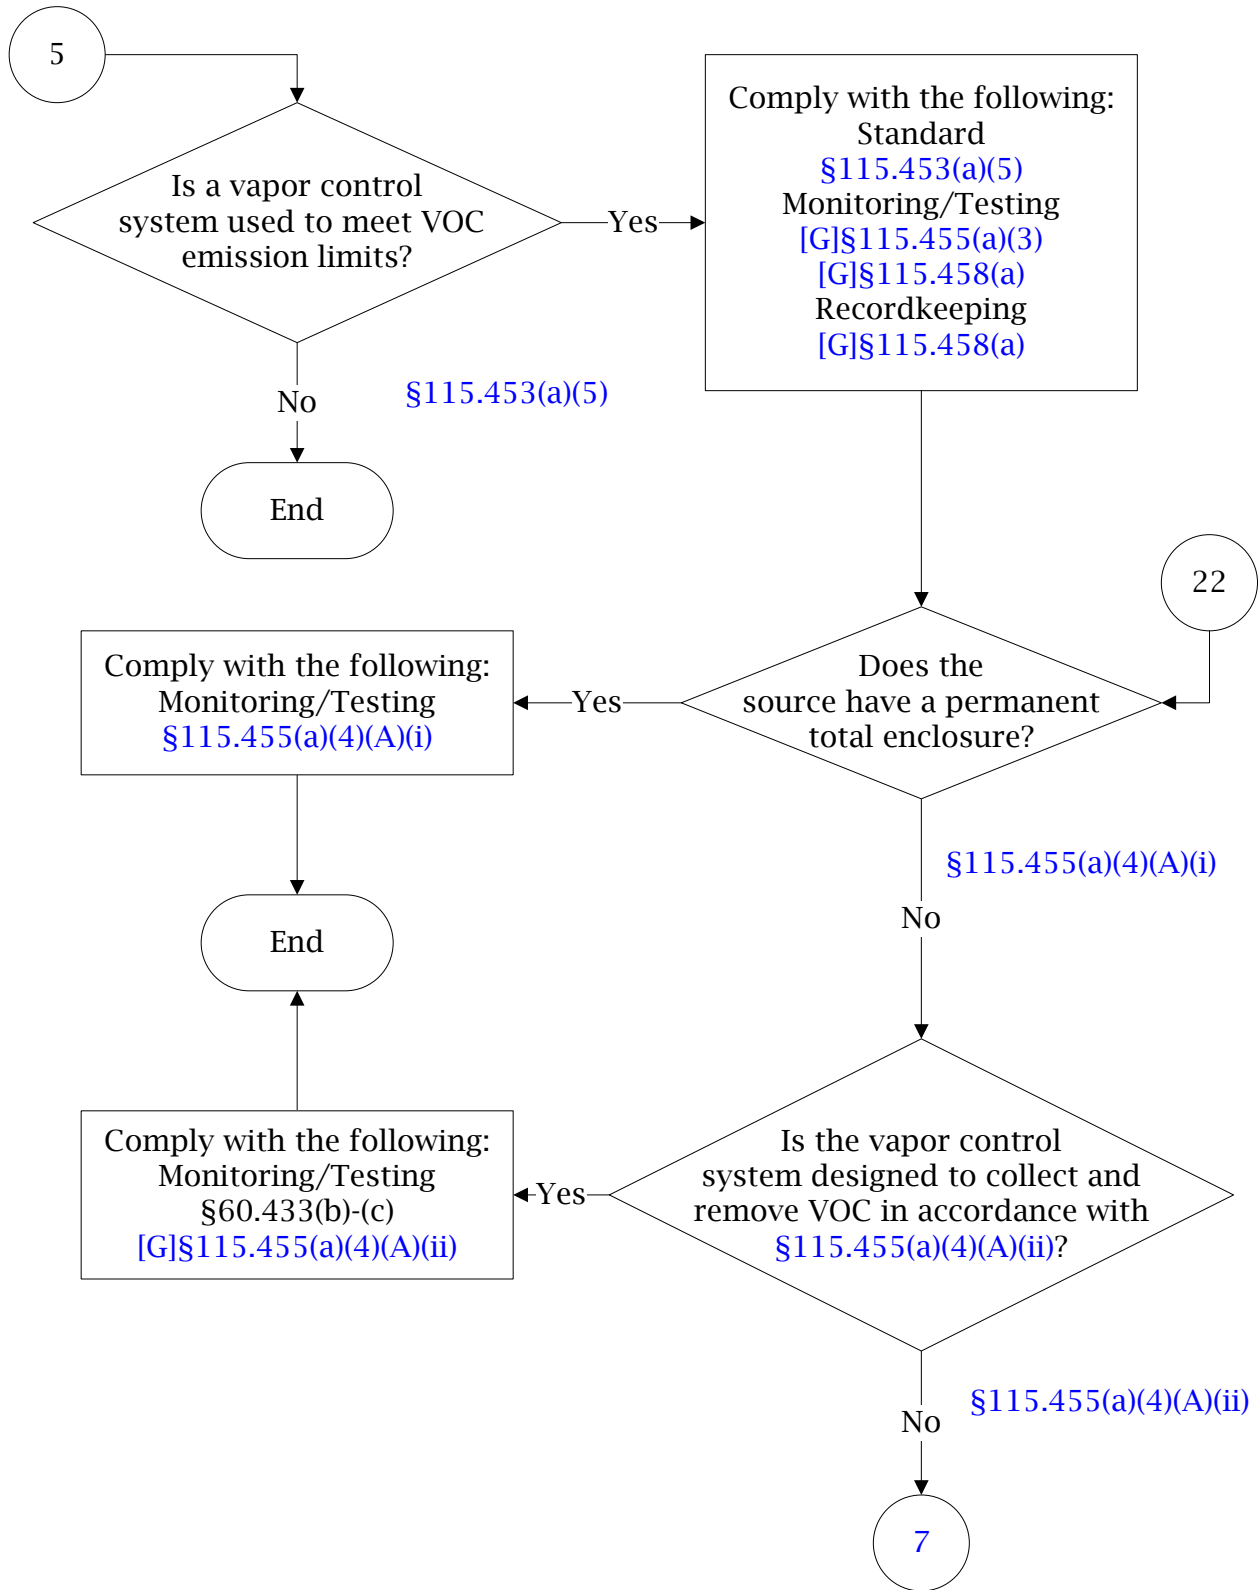 5
Is a vapor control
system used to meet VOC
emission limits?
Yes
Comply with the following:
Standard
§115.453(a)(5)
Monitoring/Testing
[G]§115.455(a)(3)
[G]§115.458(a)
Recordkeeping
[G]§115.458(a)
No
§115.453(a)(5)
End
22
Does the
source have a permanent
total enclosure?
Yes
Comply with the following:
Monitoring/Testing
§115.455(a)(4)(A)(i)
§115.455(a)(4)(A)(i)
No
End
Is the vapor control
system designed to collect and
remove VOC in accordance with
§115.455(a)(4)(A)(ii)?
Yes
Comply with the following:
Monitoring/Testing
§60.433(b)-(c)
[G]§115.455(a)(4)(A)(ii)
§115.455(a)(4)(A)(ii)
No
7